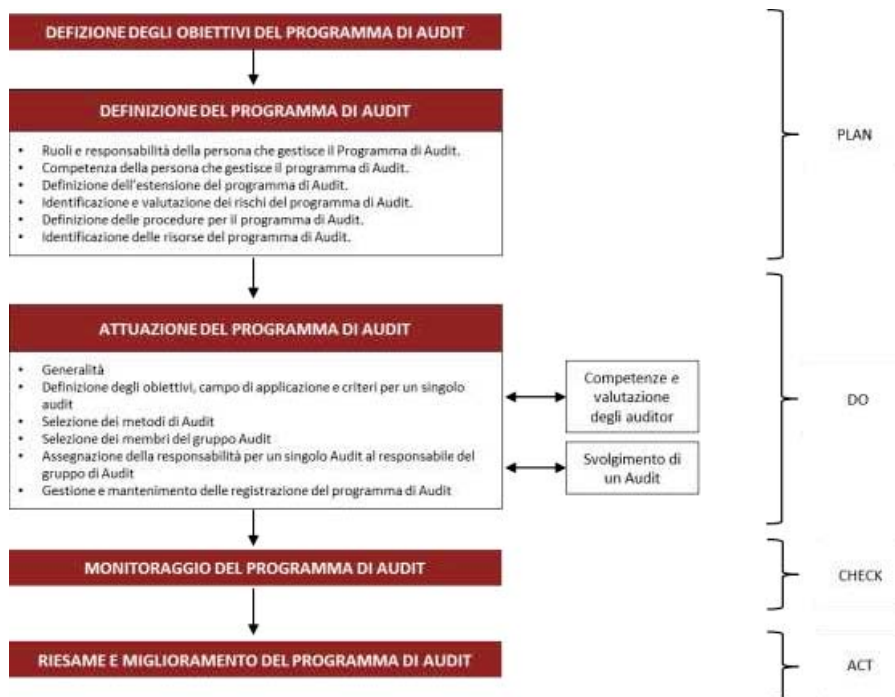 DEFIZIONE DEGLI OBIETTIVI DEL PROGRAMMA DI AUDIT
DEFINIZIONE DEL PROGRAMMA DI AUDIT
• Ruoli e responsabilità della persona che gestisce il Programma di Audit.
• Competenza della persona che gestisce il programma di Audit.
• Definizione dell'estensione del programma di Audit.
• Identificazione e valutazione dei rischi del programma di Audit.
• Definizione delle procedure per il programma di Audit.
• Identificazione delle risorse del programma di Audit.
PLAN
ATTUAZIONE DEL PROGRAMMA DI AUDIT
• Generalità
• Definizione degli obiettivi, campo di applicazione e criteri per un singolo
audit
• Selezione dei metodi di Audit
• Selezione dei membri del gruppo Audit
• Assegnazione della responsabilità per un singolo Audit al responsabile del
gruppo di Audit
• Gestione e mantenimento delle registrazione del programma di Audit
Competenze e
valutazione
degli auditor
Svolgimento di
un Audit
DO
MONITORAGGIO DEL PROGRAMMA DI AUDIT
CHECK
RIESAME E MIGLIORAMENTO DEL PROGRAMMA DI AUDIT
ACT